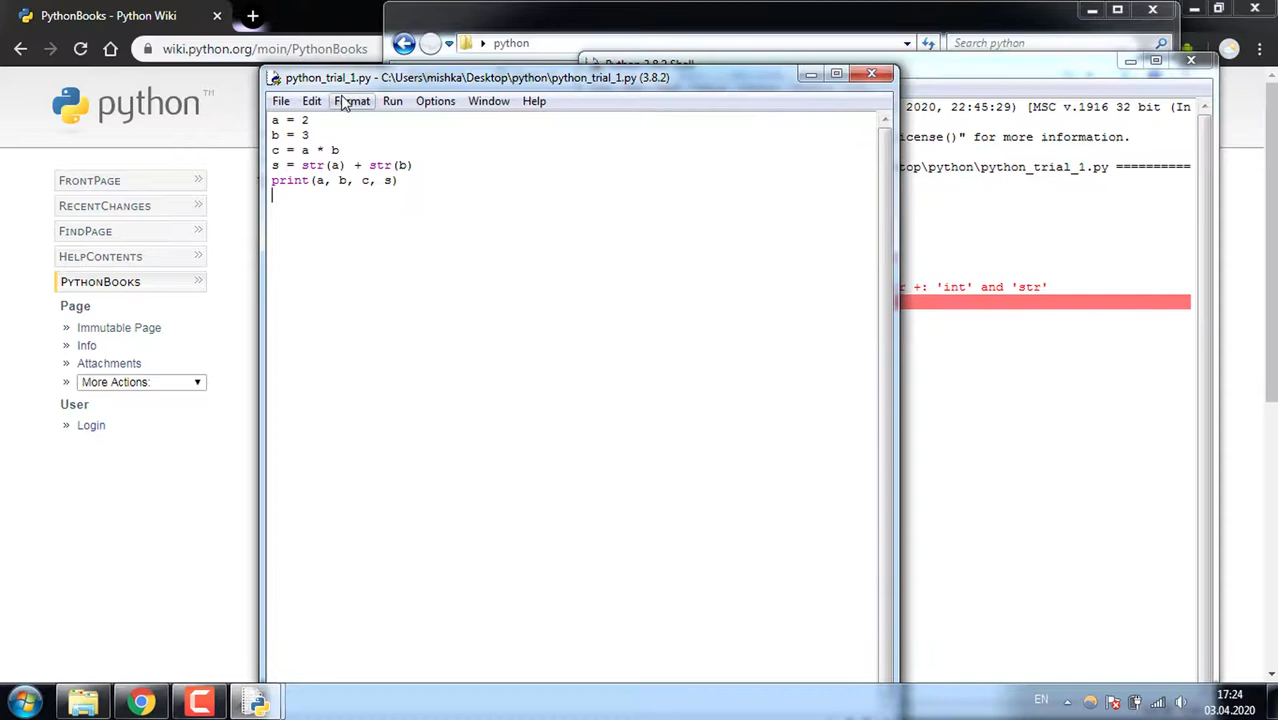 PythonBooks - Python Wiki
wiki.python.org/moin/PythonBooks
python
Search python
python™
FRONTPAGE
RECENTCHANGES
FINDPAGE
HELPCONTENTS
PYTHONBOOKS
Page
Immutable Page
Info
Attachments
More Actions:
User
Login
python_trial_1.py - C:\Users\mishka\Desktop\python\python_trial_1.py (3.8.2)
File Edit Format Run Options Window Help
a = 2
b = 3
c = a * b
s = str(a) + str(b)
print(a, b, c, s)
2020, 22:45:29) [MSC v.1916 32 bit (In
icense()" for more information.
top\python\python_trial_1.py ==========
r +: 'int' and 'str'
EN
17:24
03.04.2020